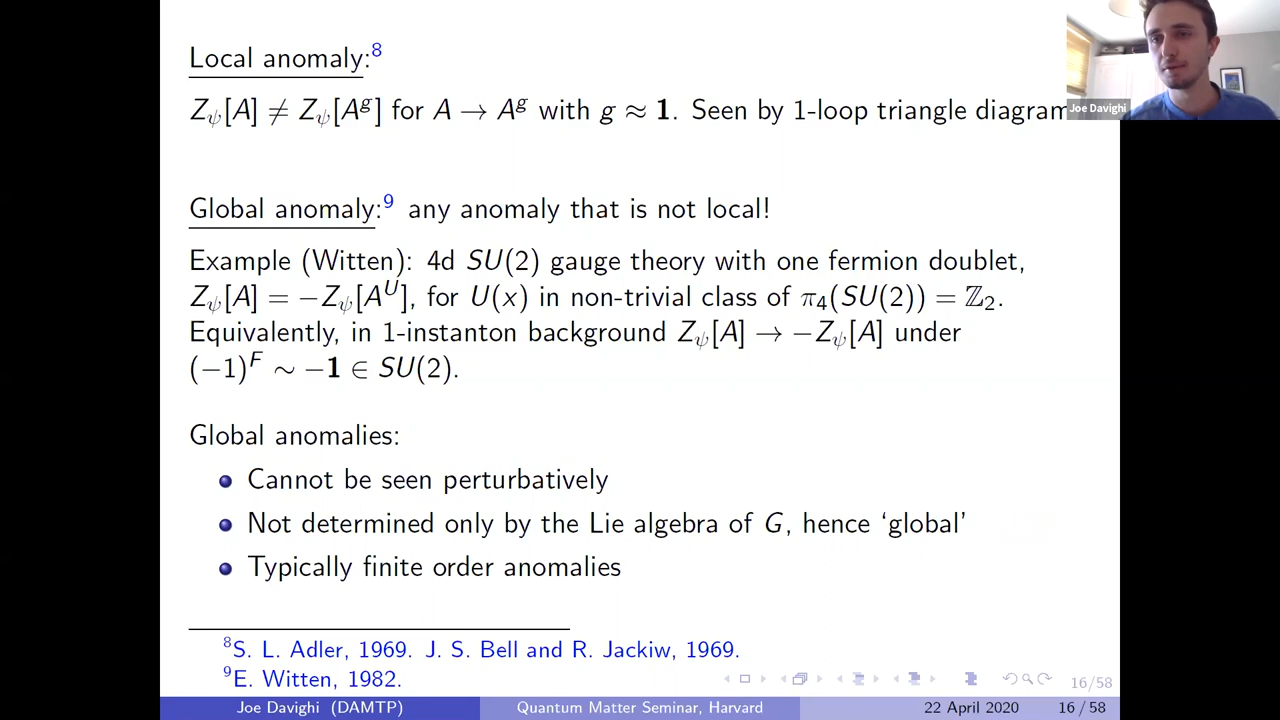 Local anomaly:⁸
Z_ψ[A] ≠ Z_ψ[A^g] for A → A^g with g ≈ 1. Seen by 1-loop triangle diagram
Joe Davighi
Global anomaly:⁹ any anomaly that is not local!
Example (Witten): 4d SU(2) gauge theory with one fermion doublet,
Z_ψ[A] = −Z_ψ[A^U], for U(x) in non-trivial class of π₄(SU(2)) = ℤ₂.
Equivalently, in 1-instanton background Z_ψ[A] → −Z_ψ[A] under
(−1)^F ∼ −1 ∈ SU(2).
Global anomalies:
Cannot be seen perturbatively
Not determined only by the Lie algebra of G, hence ‘global’
Typically finite order anomalies
⁸S. L. Adler, 1969. J. S. Bell and R. Jackiw, 1969.
⁹E. Witten, 1982.
16/58
Joe Davighi (DAMTP) Quantum Matter Seminar, Harvard 22 April 2020 16 / 58